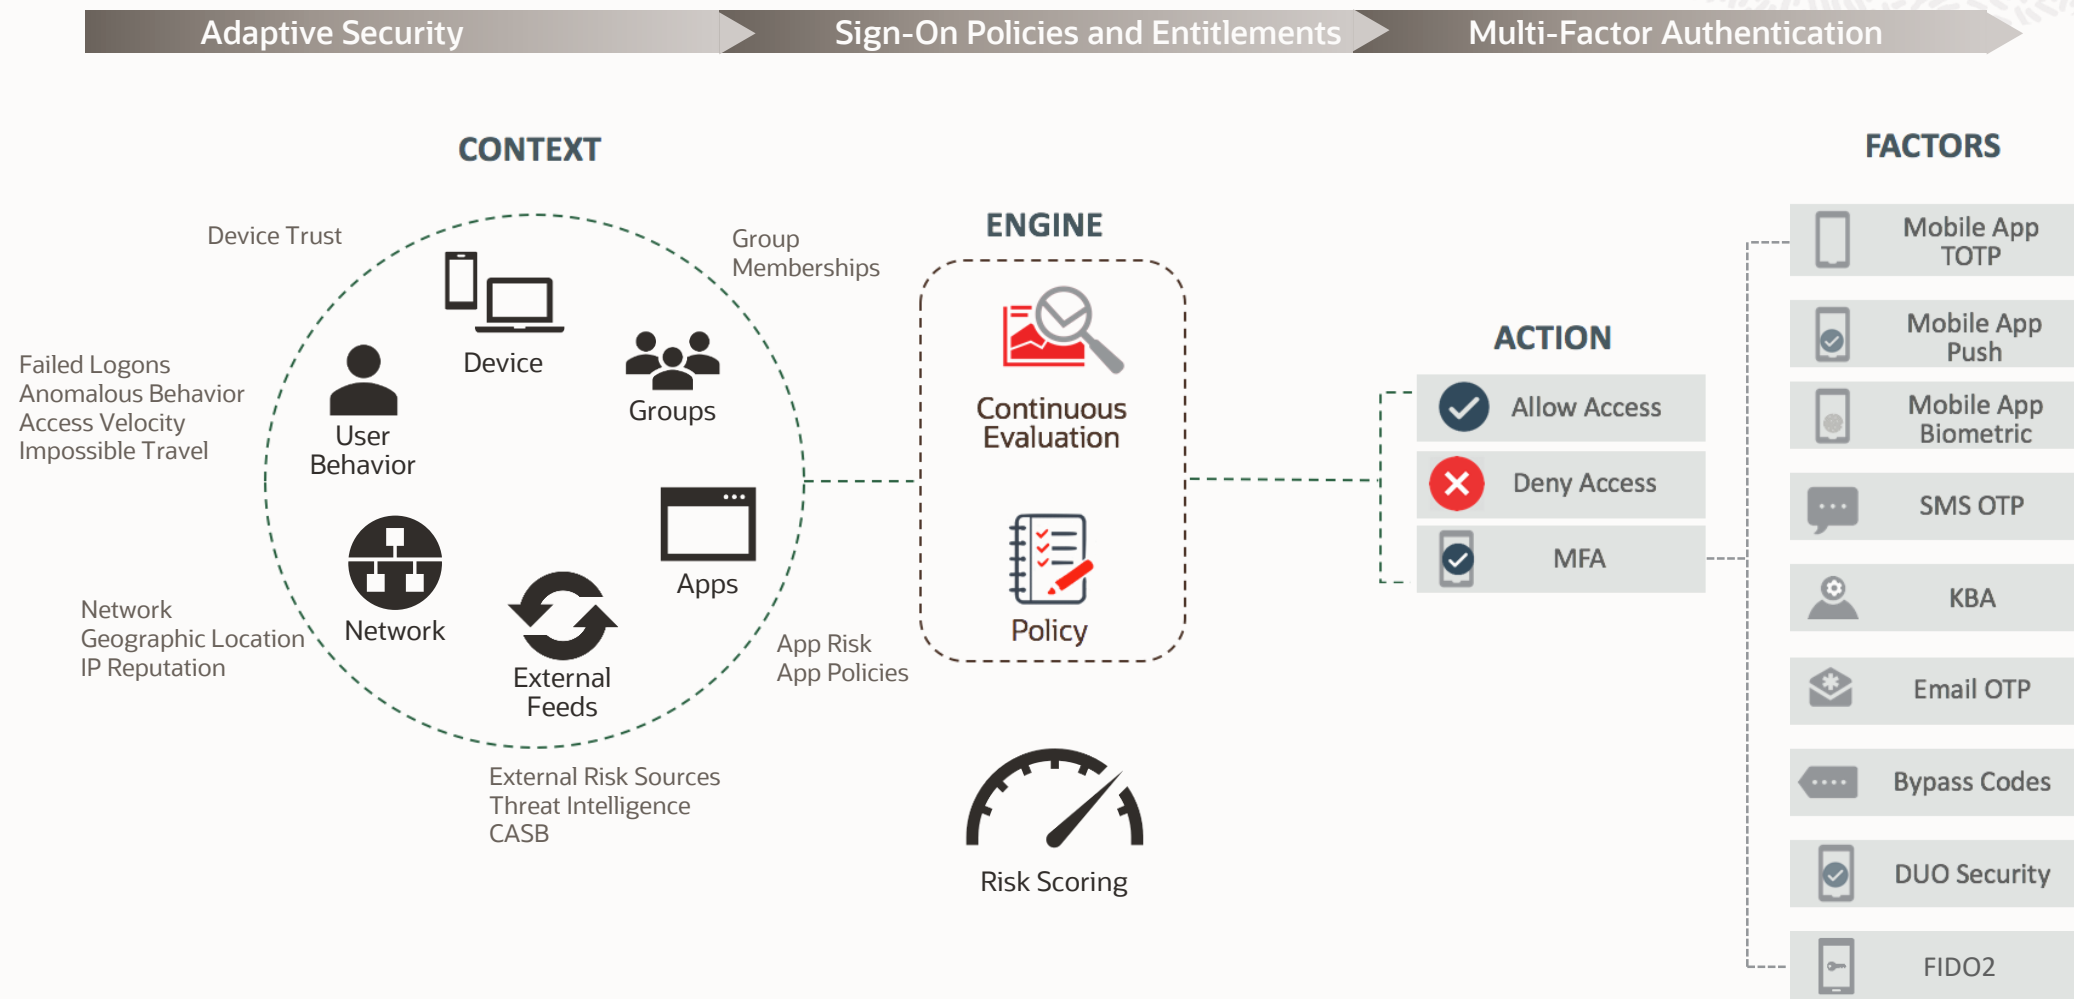 Adaptive Security
Sign-On Policies and Entitlements
Multi-Factor Authentication
CONTEXT
Device Trust
Group
Memberships
Device
Groups
Failed Logons
Anomalous Behavior
Access Velocity
Impossible Travel
User
Behavior
Apps
Network
Network
Geographic Location
IP Reputation
External
Feeds
App Risk
App Policies
External Risk Sources
Threat Intelligence
CASB
ENGINE
Continuous
Evaluation
Policy
Risk Scoring
ACTION
Allow Access
Deny Access
MFA
FACTORS
Mobile App
TOTP
Mobile App
Push
Mobile App
Biometric
SMS OTP
KBA
Email OTP
Bypass Codes
DUO Security
FIDO2